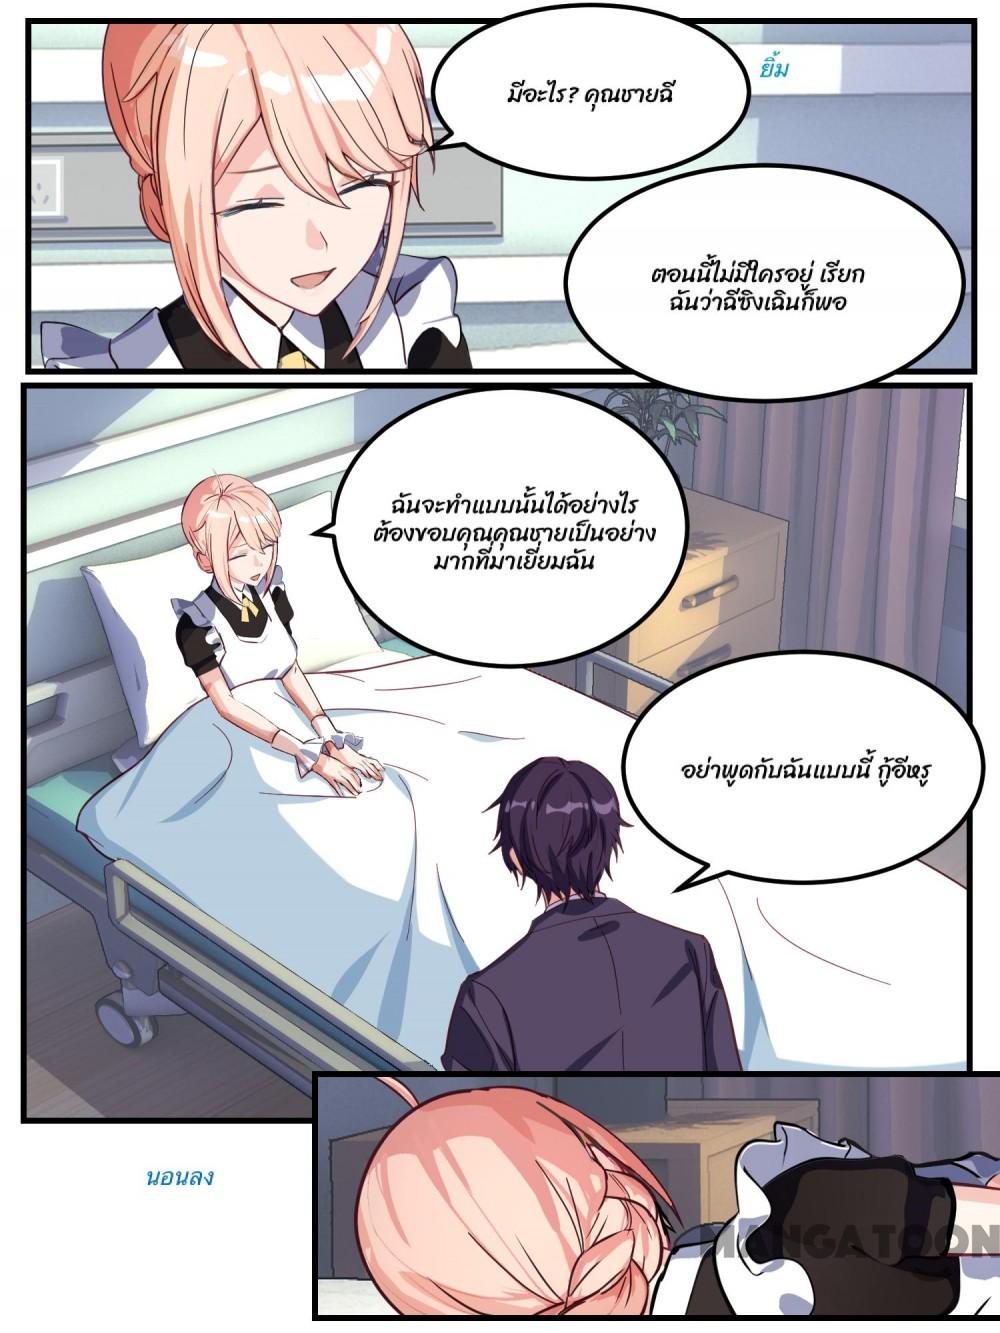 ยิ้ม
มีอะไร? คุณชายฉี
ตอนนี้ไม่มีใครอยู่ เรียก
ฉันว่าฉีซิงเฉินก็พอ
ฉันจะทำแบบนั้นได้อย่างไร
ต้องขอบคุณคุณชายเป็นอย่าง
มากที่มาเยี่ยมฉัน
อย่าพูดกับฉันแบบนี้ กู้อีหรู
นอนลง
MANGATOON